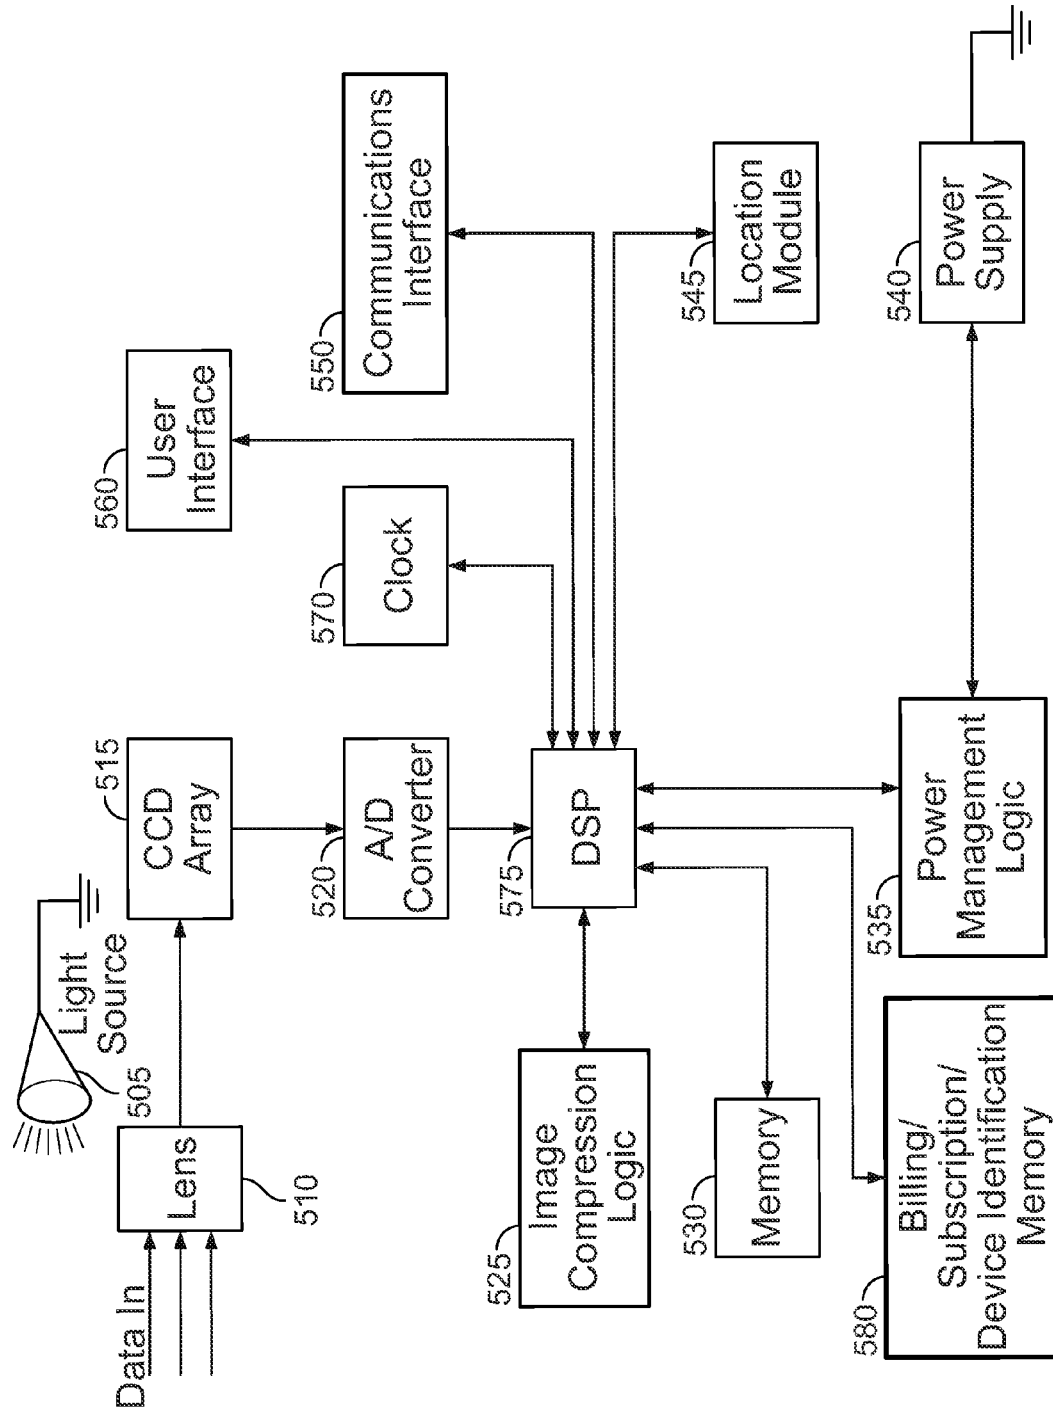 Data In
Lens
510
505
Light
Source
CCD
Array
515
A/D
Converter
520
DSP
575
Clock
570
User
Interface
560
Communications
Interface
550
Location
Module
545
Image
Compression
Logic
525
Memory
530
Billing/
Subscription/
Device Identification
Memory
580
Power
Management
Logic
535
Power
Supply
540